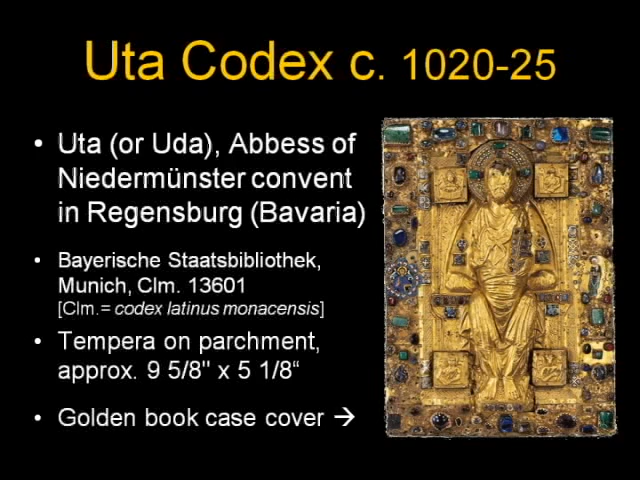 Uta Codex c. 1020-25
• Uta (or Uda), Abbess of
Niedermünster convent
in Regensburg (Bavaria)
• Bayerische Staatsbibliothek,
Munich, Clm. 13601
[Clm.= codex latinus monacensis]
• Tempera on parchment,
approx. 9 5/8" x 5 1/8“
• Golden book case cover →